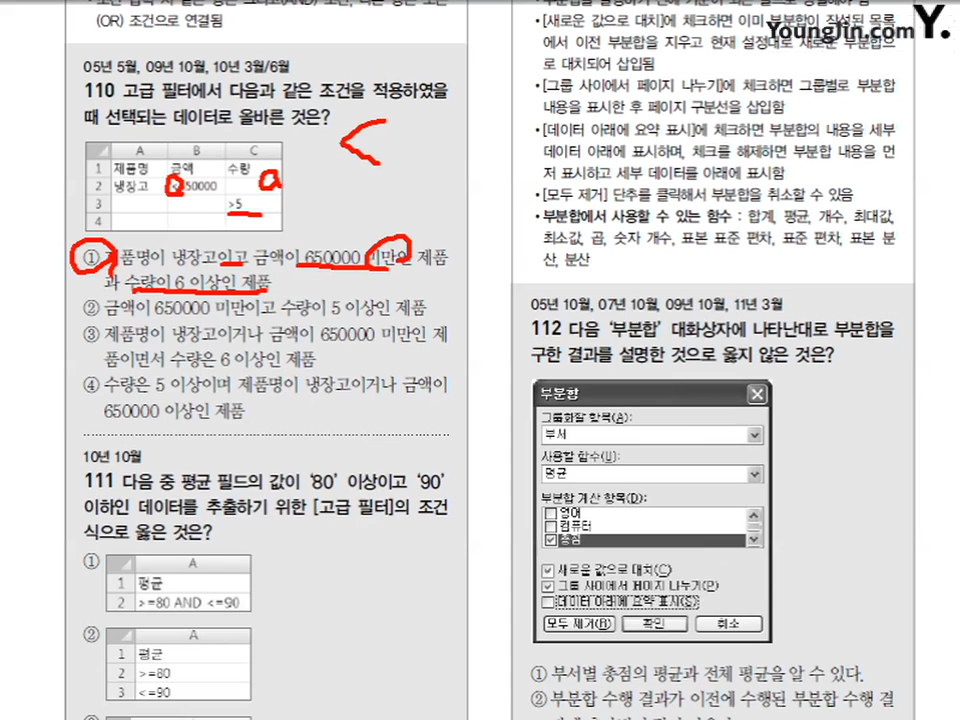 (OR) 조건으로 연결됨
05년 5월, 09년 10월, 10년 3월/6월
110 고급 필터에서 다음과 같은 조건을 적용하였을
때 선택되는 데이터로 올바른 것은?
A B C
1 제품명 금액 수량
2 냉장고 50000
3 >5
4
① 제품명이 냉장고이고 금액이 650000 미만인 제품
과 수량이 6 이상인 제품
② 금액이 650000 미만이고 수량이 5 이상인 제품
③ 제품명이 냉장고이거나 금액이 650000 미만인 제
품이면서 수량은 6 이상인 제품
④ 수량은 5 이상이며 제품명이 냉장고이거나 금액이
650000 이상인 제품
10년 10월
111 다음 중 평균 필드의 값이 '80' 이상이고 '90'
이하인 데이터를 추출하기 위한 [고급 필터]의 조건
식으로 옳은 것은?
①
A
1 평균
2 >=80 AND <=90
②
A
1 평균
2 >=80
3 <=90
YoungJin.com Y.
• [새로운 값으로 대치]에 체크하면 이미 부분합이 작성된 목록
에서 이전 부분합을 지우고 현재 설정대로 새로운 부분합으
로 대치되어 삽입됨
• [그룹 사이에서 페이지 나누기]에 체크하면 그룹별로 부분합
내용을 표시한 후 페이지 구분선을 삽입함
• [데이터 아래에 요약 표시]에 체크하면 부분합의 내용을 세부
데이터 아래에 표시하며, 체크를 해제하면 부분합 내용을 먼
저 표시하고 세부 데이터를 아래에 표시함
• [모두 제거] 단추를 클릭해서 부분합을 취소할 수 있음
• 부분합에서 사용할 수 있는 함수 : 합계, 평균, 개수, 최대값,
최소값, 곱, 숫자 개수, 표본 표준 편차, 표준 편차, 표본 분
산, 분산
05년 10월, 07년 10월, 09년 10월, 11년 3월
112 다음 '부분합' 대화상자에 나타난대로 부분합을
구한 결과를 설명한 것으로 옳지 않은 것은?
부분합
그룹화할 항목(A):
부서
사용할 함수(U):
평균
부분합 계산 항목(D):
영어
컴퓨터
총점
새로운 값으로 대치(C)
그룹 사이에서 페이지 나누기(P)
데이터 아래에 요약 표시(S)
모두 제거(R) 확인 취소
① 부서별 총점의 평균과 전체 평균을 알 수 있다.
② 부분합 수행 결과가 이전에 수행된 부분합 수행 결